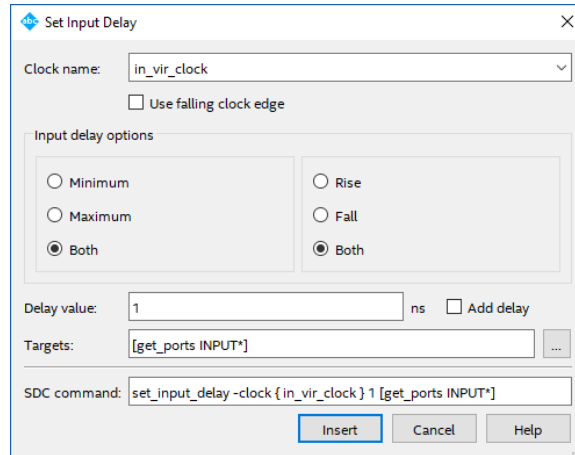 abc Set Input Delay
Clock name: in_vir_clock
Use falling clock edge
Input delay options
Minimum Rise
Maximum Fall
Both Both
Delay value: 1 ns Add delay
Targets: [get_ports INPUT*] ...
SDC command: set_input_delay -clock { in_vir_clock } 1 [get_ports INPUT*]
Insert Cancel Help